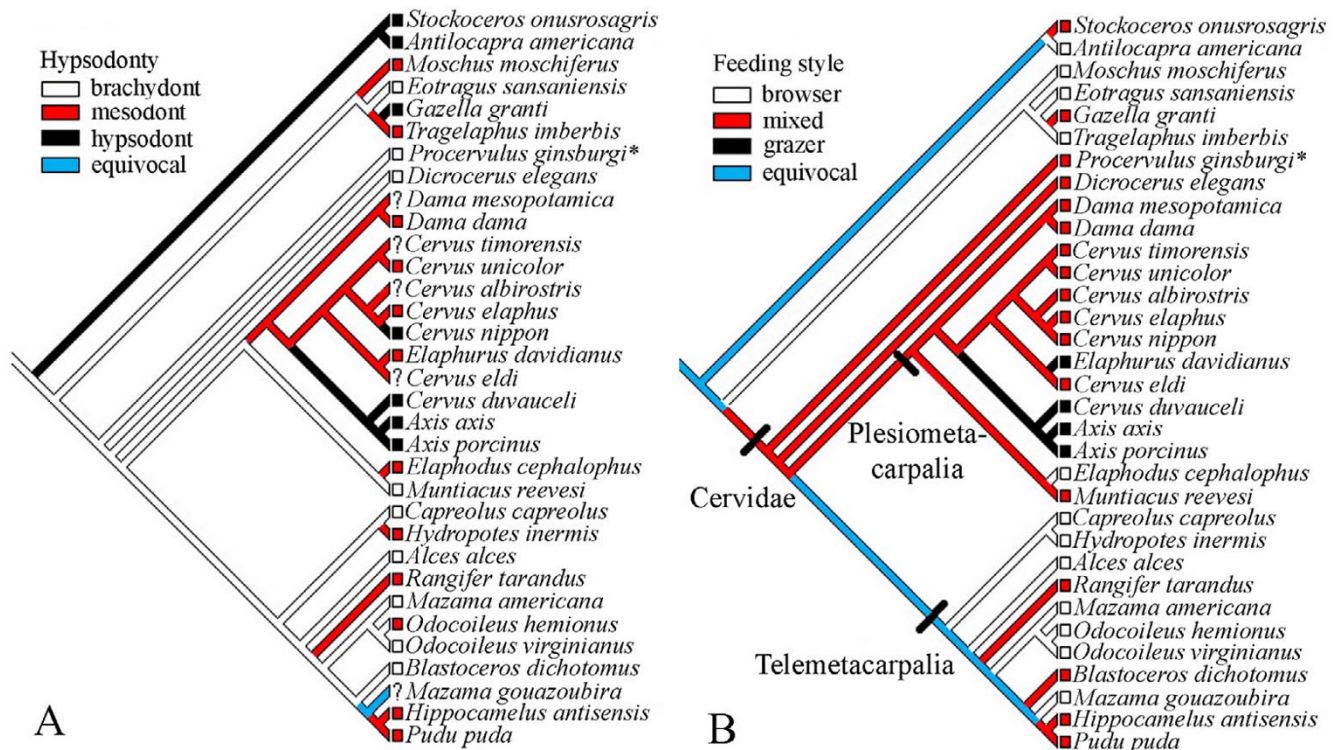 Hypsodonty
brachydont
mesodont
hypsodont
equivocal
Stockoceros onusrosagris
Antilocapra americana
Moschus moschiferus
Eotragus sansaniensis
Gazella granti
Tragelaphus imberbis
Procervulus ginsburgi*
Dicrocerus elegans
? Dama mesopotamica
Dama dama
? Cervus timorensis
Cervus unicolor
? Cervus albirostris
Cervus elaphus
Cervus nippon
Elaphurus davidianus
? Cervus eldi
Cervus duvauceli
Axis axis
Axis porcinus
Elaphodus cephalophus
Muntiacus reevesi
Capreolus capreolus
Hydropotes inermis
Alces alces
Rangifer tarandus
Mazama americana
Odocoileus hemionus
Odocoileus virginianus
Blastoceros dichotomus
? Mazama gouazoubira
Hippocamelus antisensis
Pudu puda
A
Feeding style
browser
mixed
grazer
equivocal
Stockoceros onusrosagris
Antilocapra americana
Moschus moschiferus
Eotragus sansaniensis
Gazella granti
Tragelaphus imberbis
Procervulus ginsburgi*
Dicrocerus elegans
Dama mesopotamica
Dama dama
Cervus timorensis
Cervus unicolor
Cervus albirostris
Cervus elaphus
Cervus nippon
Elaphurus davidianus
Cervus eldi
Cervus duvauceli
Axis axis
Axis porcinus
Elaphodus cephalophus
Muntiacus reevesi
Capreolus capreolus
Hydropotes inermis
Alces alces
Rangifer tarandus
Mazama americana
Odocoileus hemionus
Odocoileus virginianus
Blastoceros dichotomus
Mazama gouazoubira
Hippocamelus antisensis
Pudu puda
Plesiometa-
carpalia
Cervidae
Telemetacarpalia
B